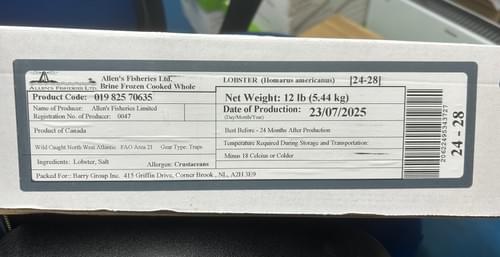 Allen's Fisheries Ltd.
ALLEN'S FISHERIES LTD. Brine Frozen Cooked Whole
LOBSTER (Homarus americanus) [24-28]
Product Code: 019 825 70635
Net Weight: 12 lb (5.44 kg)
Name of Producer: Allen's Fisheries Limited
Registration No. of Producer: 0047
Date of Production: 23/07/2025
(Day/Month/Year)
Product of Canada
Best Before - 24 Months After Production
Wild Caught North West Atlantic FAO Area 21 Gear Type: Traps
Temperature Required During Storage and Transportation:
Minus 18 Celsius or Colder
Ingredients: Lobster, Salt Allergen: Crustaceans
Packed For:: Barry Group Inc. 415 Griffin Drive, Corner Brook, NL, A2H 3E9
24 - 28